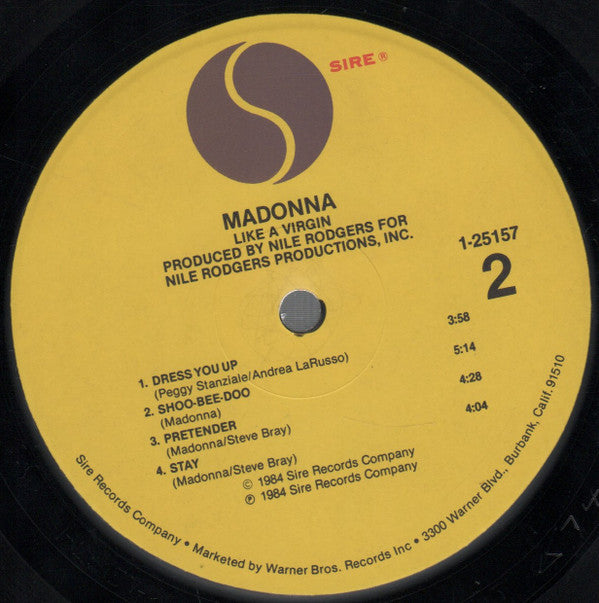 SIRE®
MADONNA
LIKE A VIRGIN
PRODUCED BY NILE RODGERS FOR
NILE RODGERS PRODUCTIONS, INC.
1-25157
2
1. DRESS YOU UP 3:58
(Peggy Stanziale/Andrea LaRusso)
2. SHOO-BEE-DOO 5:14
(Madonna)
3. PRETENDER 4:28
(Madonna/Steve Bray)
4. STAY 4:04
(Madonna/Steve Bray)
© 1984 Sire Records Company
℗ 1984 Sire Records Company
Sire Records Company • Marketed by Warner Bros. Records Inc • 3300 Warner Blvd., Burbank, Calif. 91510